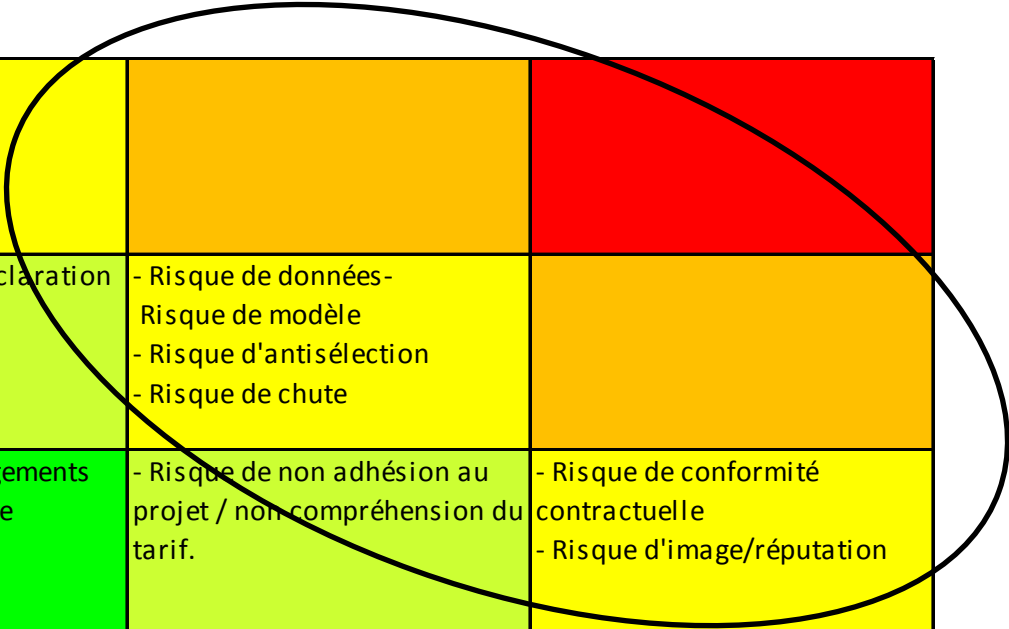 claration
- Risque de données-
Risque de modèle
- Risque d'antisélection
- Risque de chute
gements
e
- Risque de non adhésion au
projet / non compréhension du
tarif.
- Risque de conformité
contractuelle
- Risque d'image/réputation